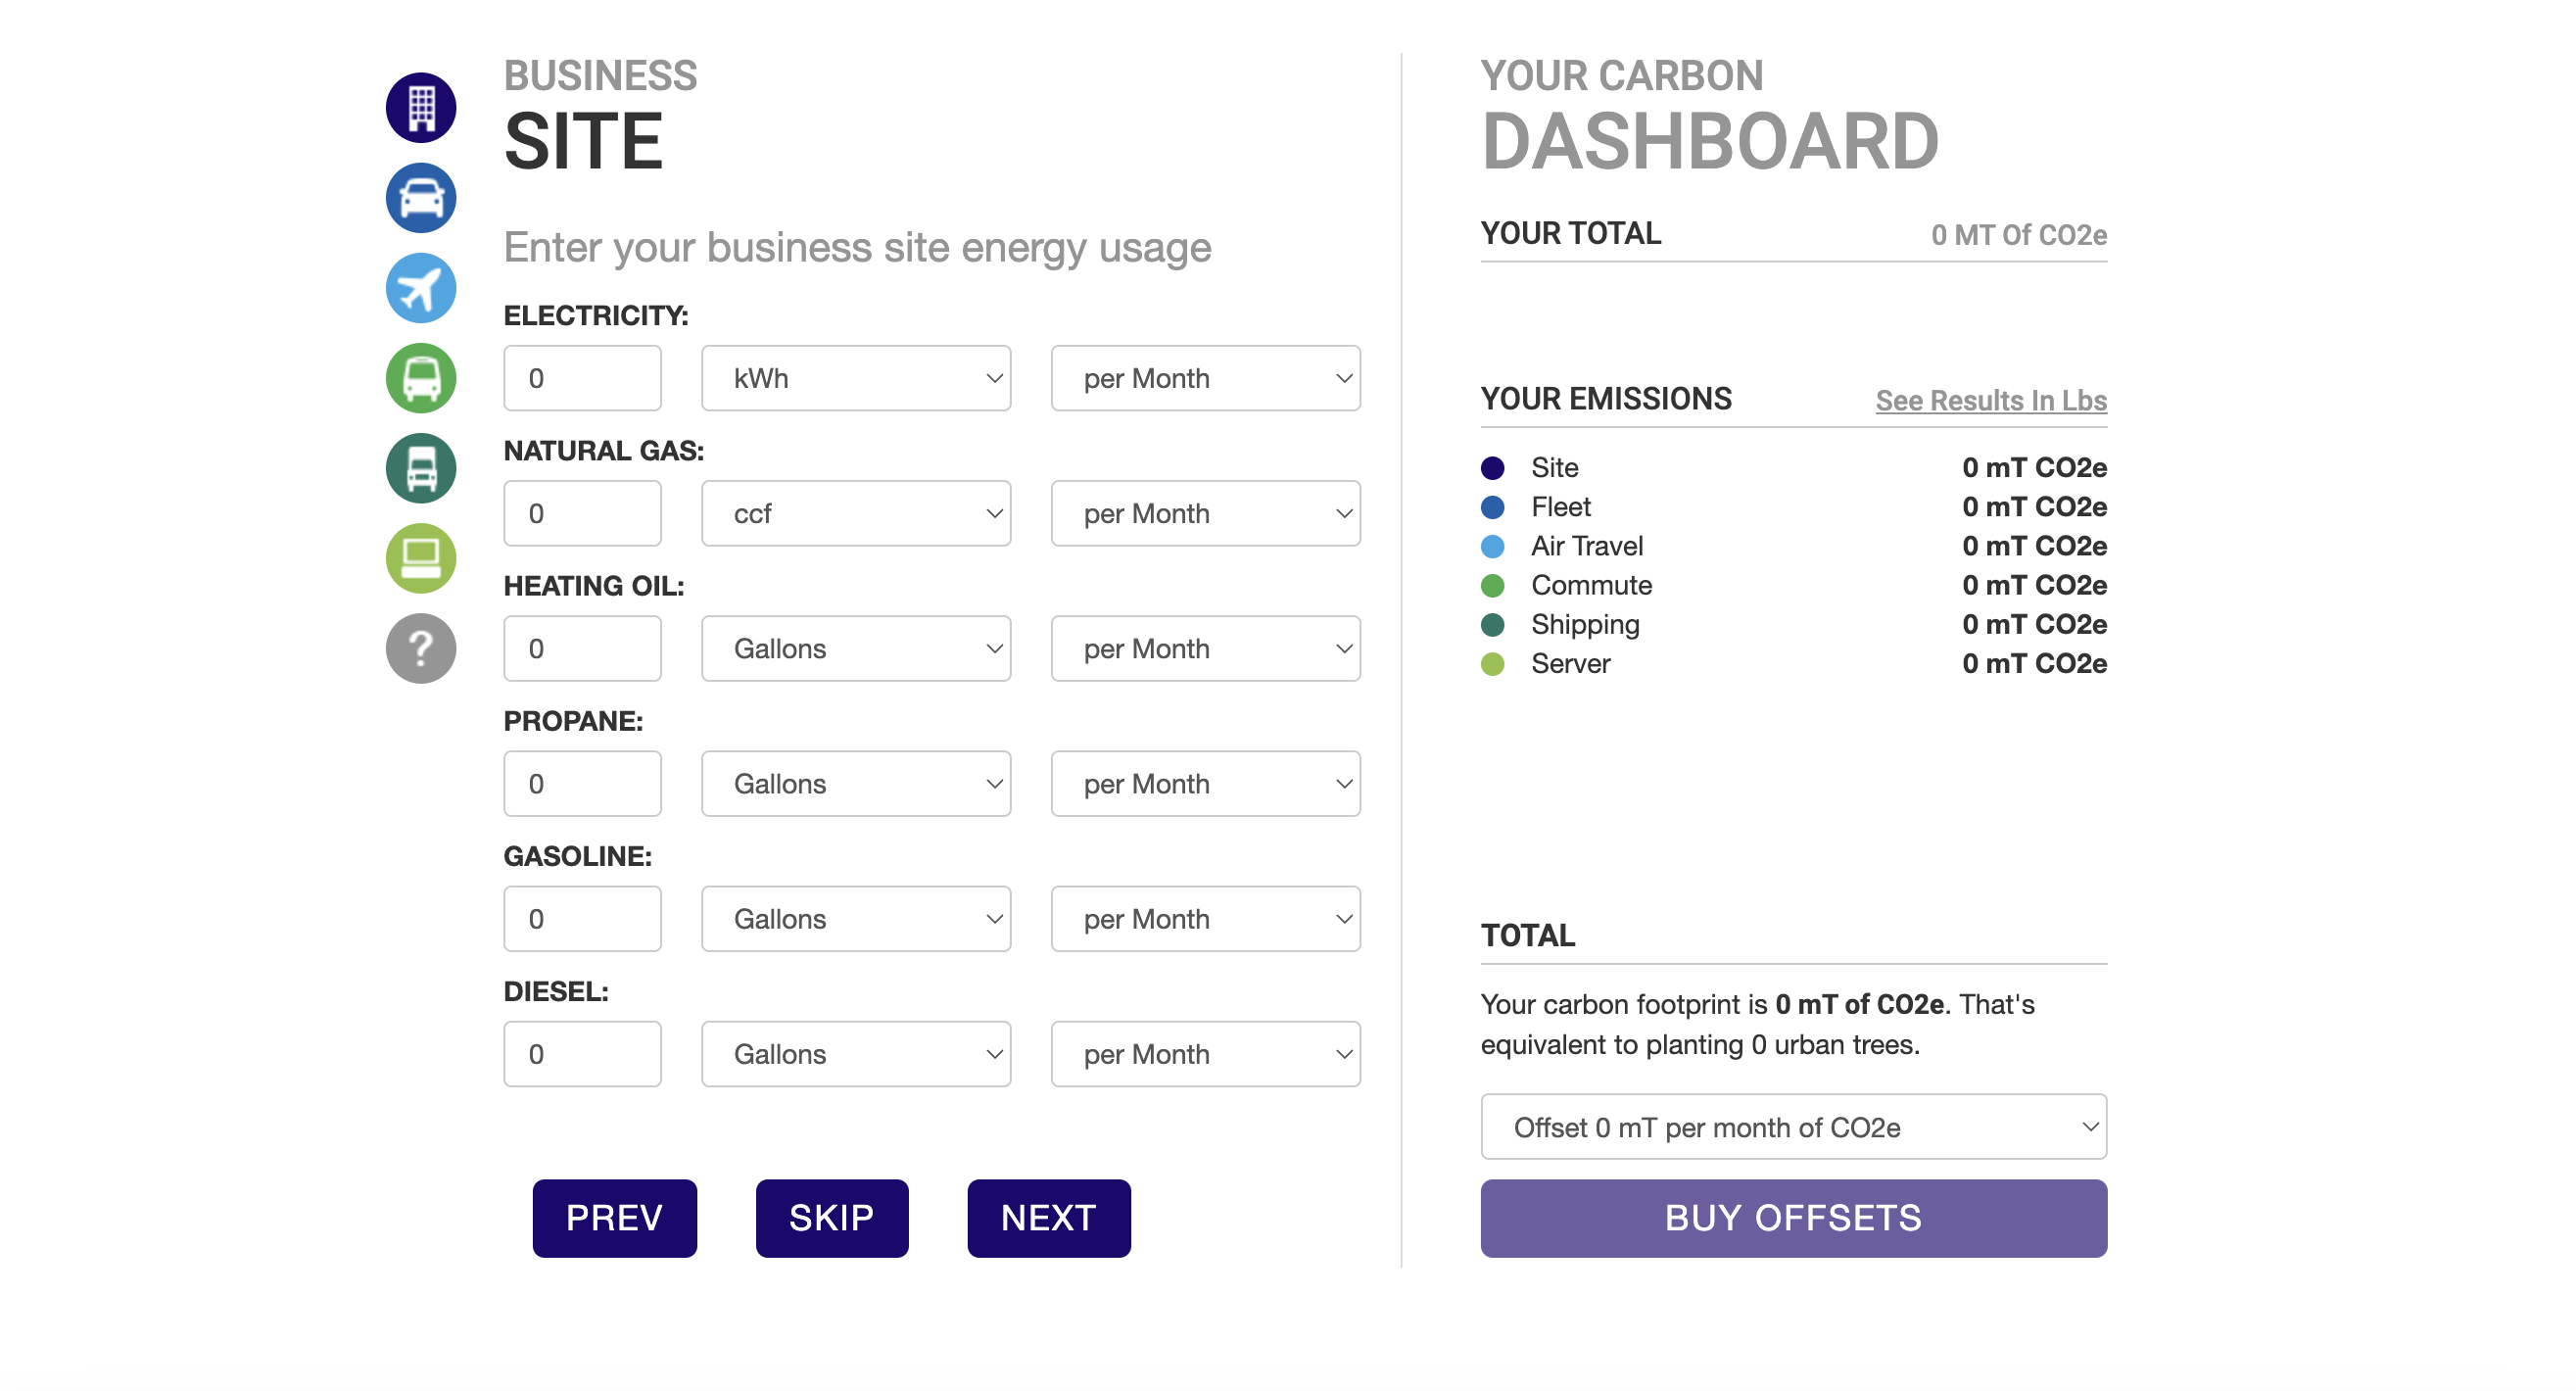 BUSINESS
SITE
Enter your business site energy usage
ELECTRICITY:
0 kWh per Month
NATURAL GAS:
0 ccf per Month
HEATING OIL:
0 Gallons per Month
PROPANE:
0 Gallons per Month
GASOLINE:
0 Gallons per Month
DIESEL:
0 Gallons per Month
PREV SKIP NEXT
?
YOUR CARBON
DASHBOARD
YOUR TOTAL 0 MT Of CO2e
YOUR EMISSIONS See Results In Lbs
Site 0 mT CO2e
Fleet 0 mT CO2e
Air Travel 0 mT CO2e
Commute 0 mT CO2e
Shipping 0 mT CO2e
Server 0 mT CO2e
TOTAL
Your carbon footprint is 0 mT of CO2e. That's
equivalent to planting 0 urban trees.
Offset 0 mT per month of CO2e
BUY OFFSETS